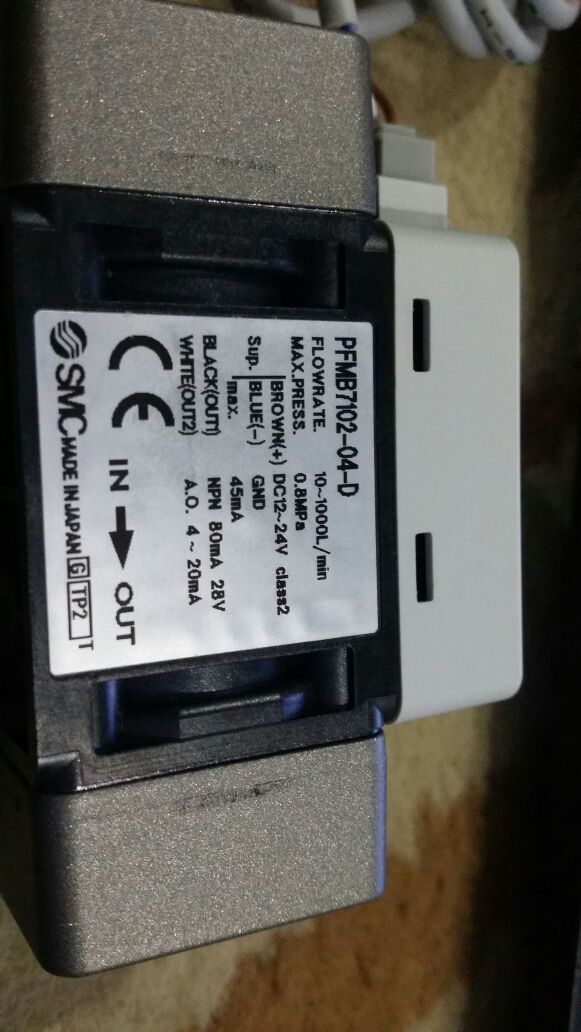 PFMB7102-04-D
FLOWRATE. 10~1000L/min
MAX.PRESS. 0.8MPa
Sup. BROWN(+) DC12~24V class2
BLUE(-) GND
max. 45mA
BLACK(OUT1) NPN 80mA 28V
WHITE(OUT2) A.O. 4~20mA
CE IN → OUT
SMC MADE IN JAPAN G TP2 T